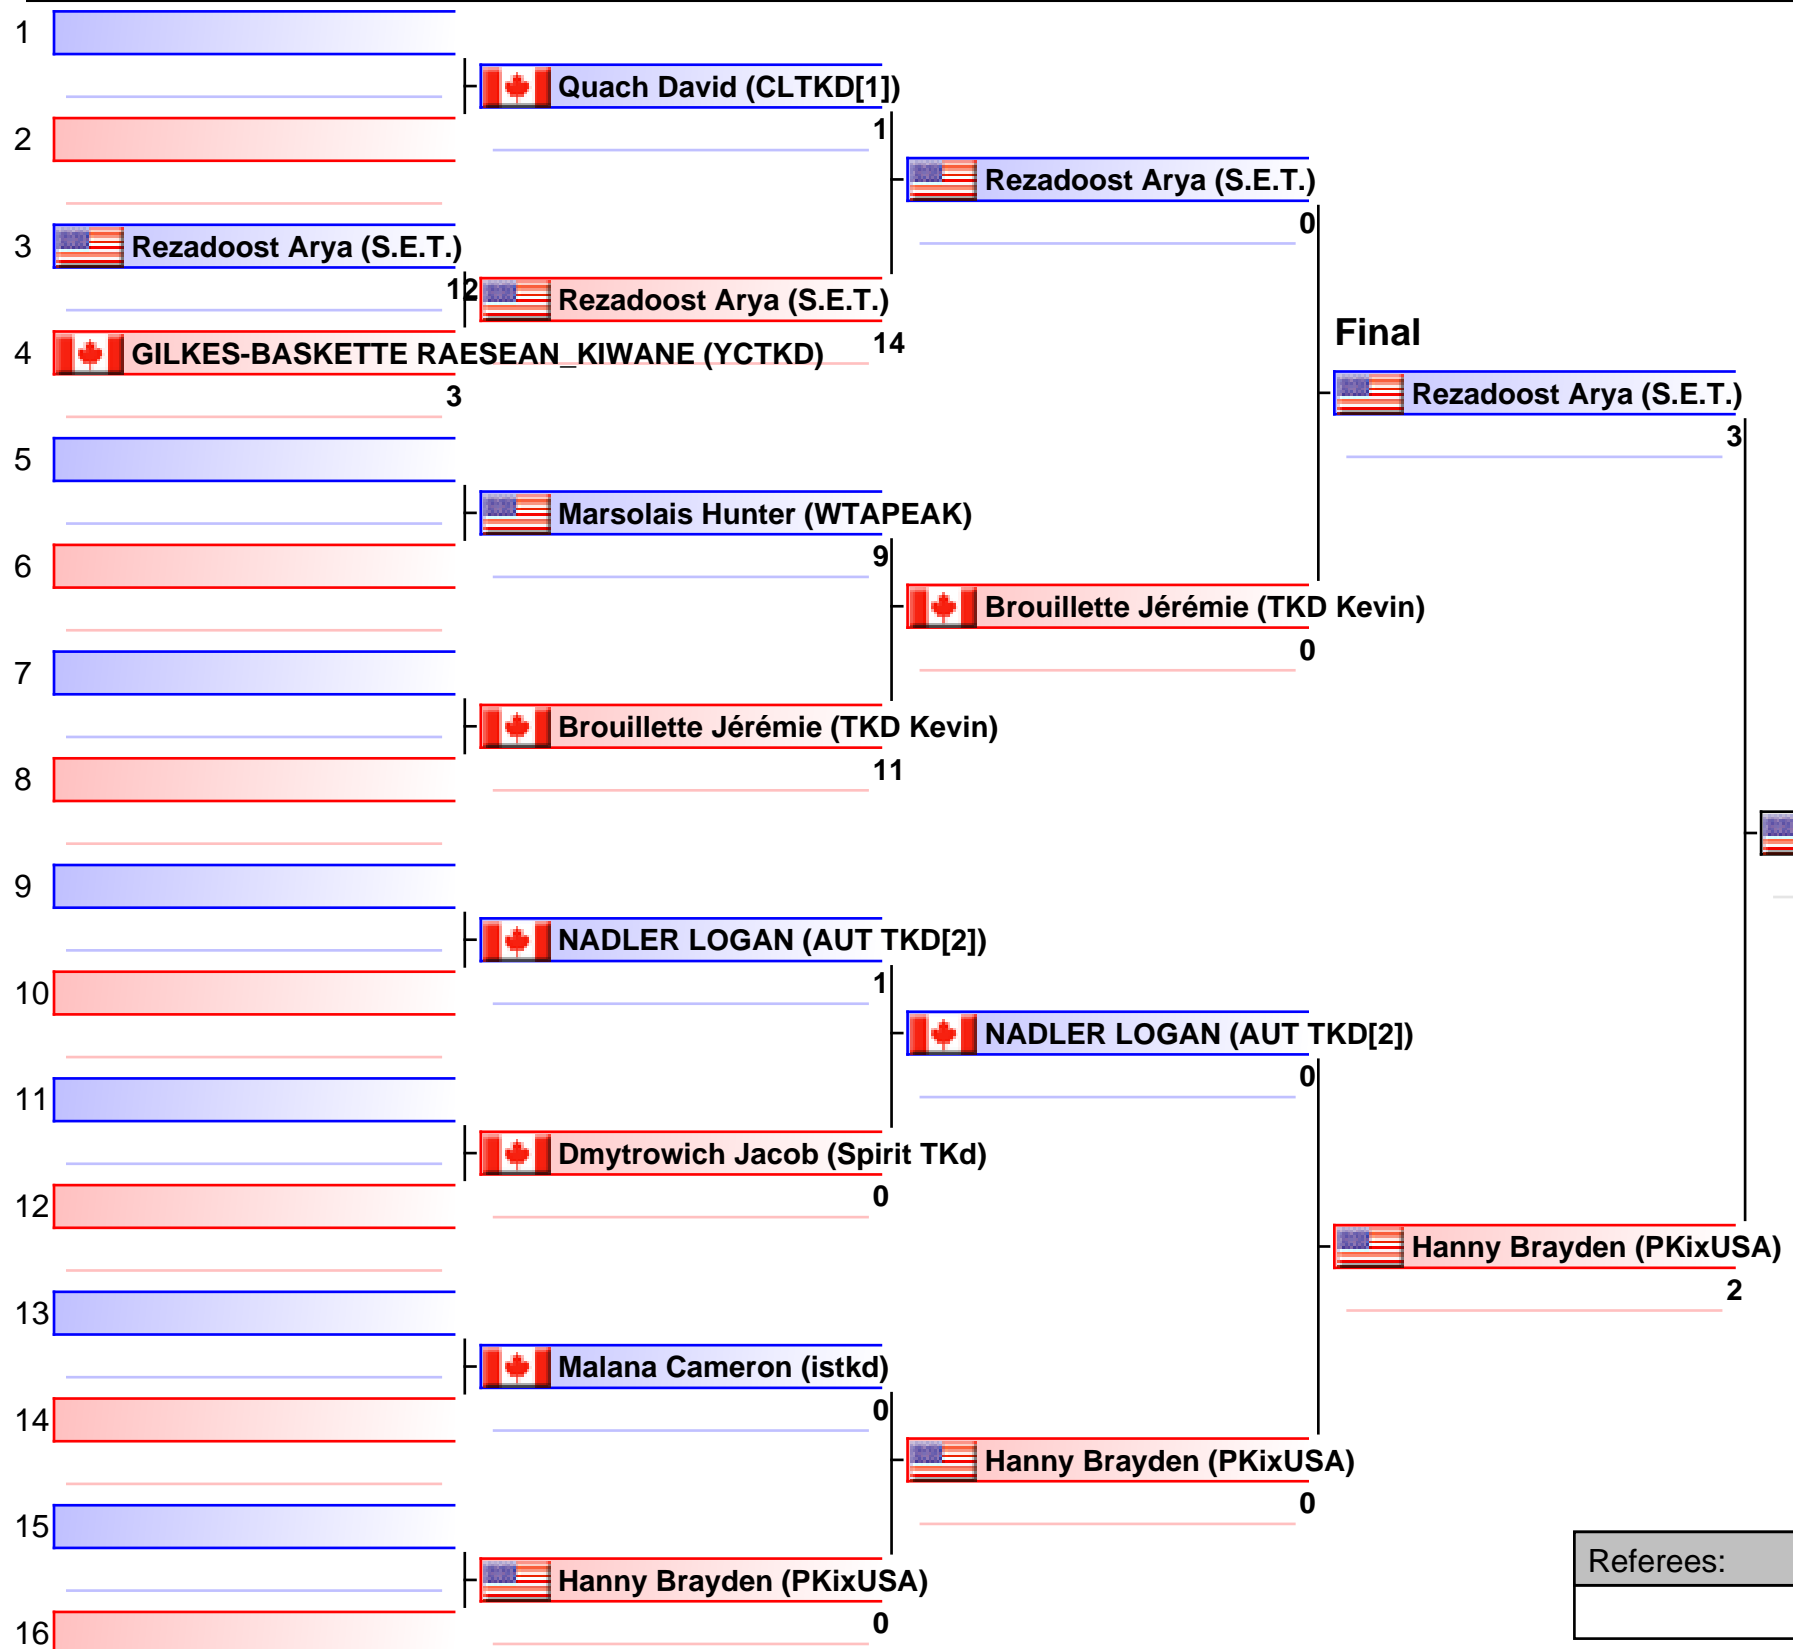 1
Quach David (CLTKD[1])
1
2
Rezadoost Arya (S.E.T.)
0
3
Rezadoost Arya (S.E.T.)
12
Rezadoost Arya (S.E.T.)
14
Final
4
GILKES-BASKETTE RAESEAN_KIWANE (YCTKD)
3
Rezadoost Arya (S.E.T.)
3
5
Marsolais Hunter (WTAPEAK)
9
6
Brouillette Jérémie (TKD Kevin)
0
7
Brouillette Jérémie (TKD Kevin)
11
8
9
NADLER LOGAN (AUT TKD[2])
1
10
NADLER LOGAN (AUT TKD[2])
0
11
Dmytrowich Jacob (Spirit TKd)
0
12
Hanny Brayden (PKixUSA)
2
13
Malana Cameron (istkd)
0
14
Hanny Brayden (PKixUSA)
0
15
Hanny Brayden (PKixUSA)
0
16
Referees: